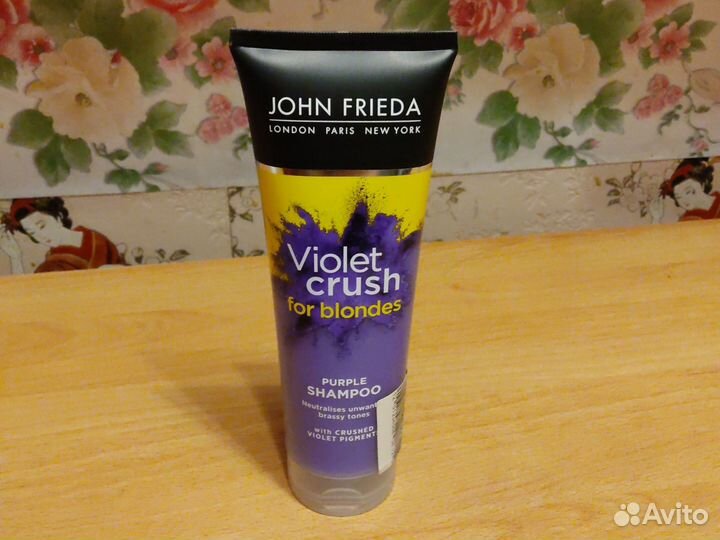 JOHN FRIEDA
LONDON PARIS NEW YORK
Violet
crush
for blondes
PURPLE
SHAMPOO
Neutralises
brassy tones
with CRUSHED
VIOLET
Avito